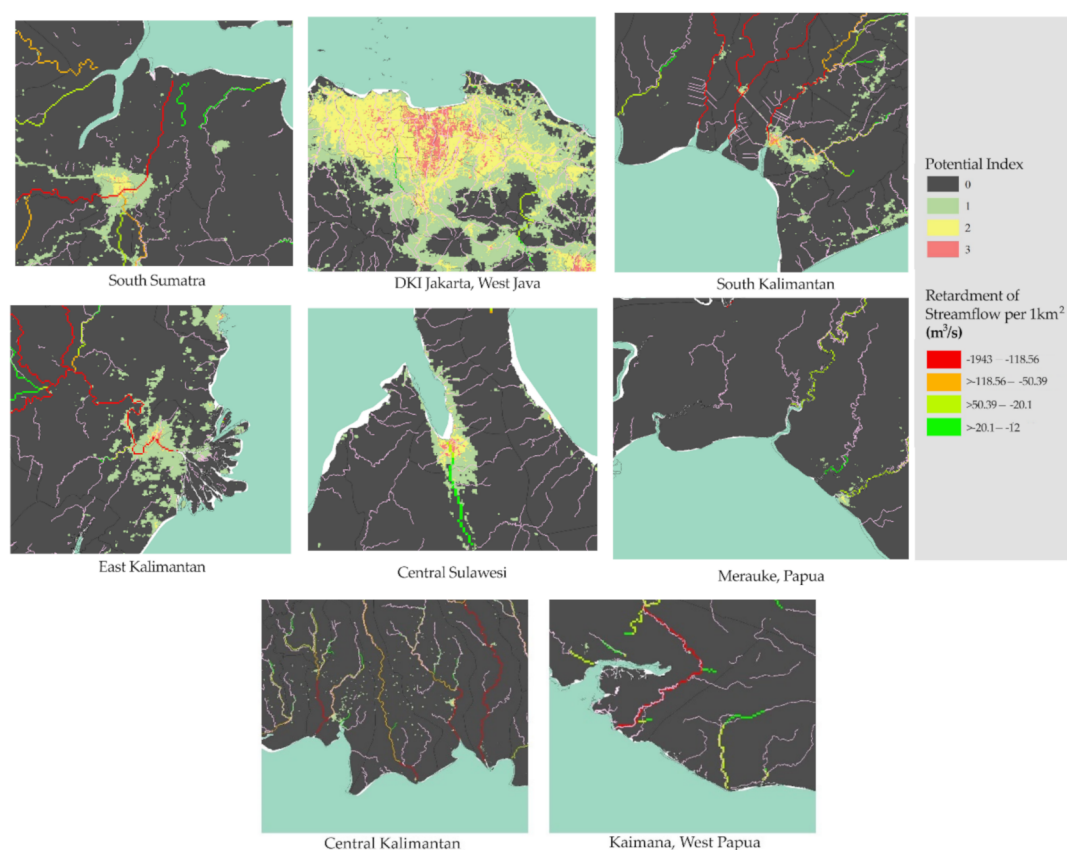 South Sumatra
DKI Jakarta, West Java
South Kalimantan
East Kalimantan
Central Sulawesi
Merauke, Papua
Central Kalimantan
Kaimana, West Papua
Potential Index
0
1
2
3
Retardment of
Streamflow per 1km²
(m³/s)
-1943 – -118.56
>-118.56– -50.39
>50.39– -20.1
>-20.1– -12